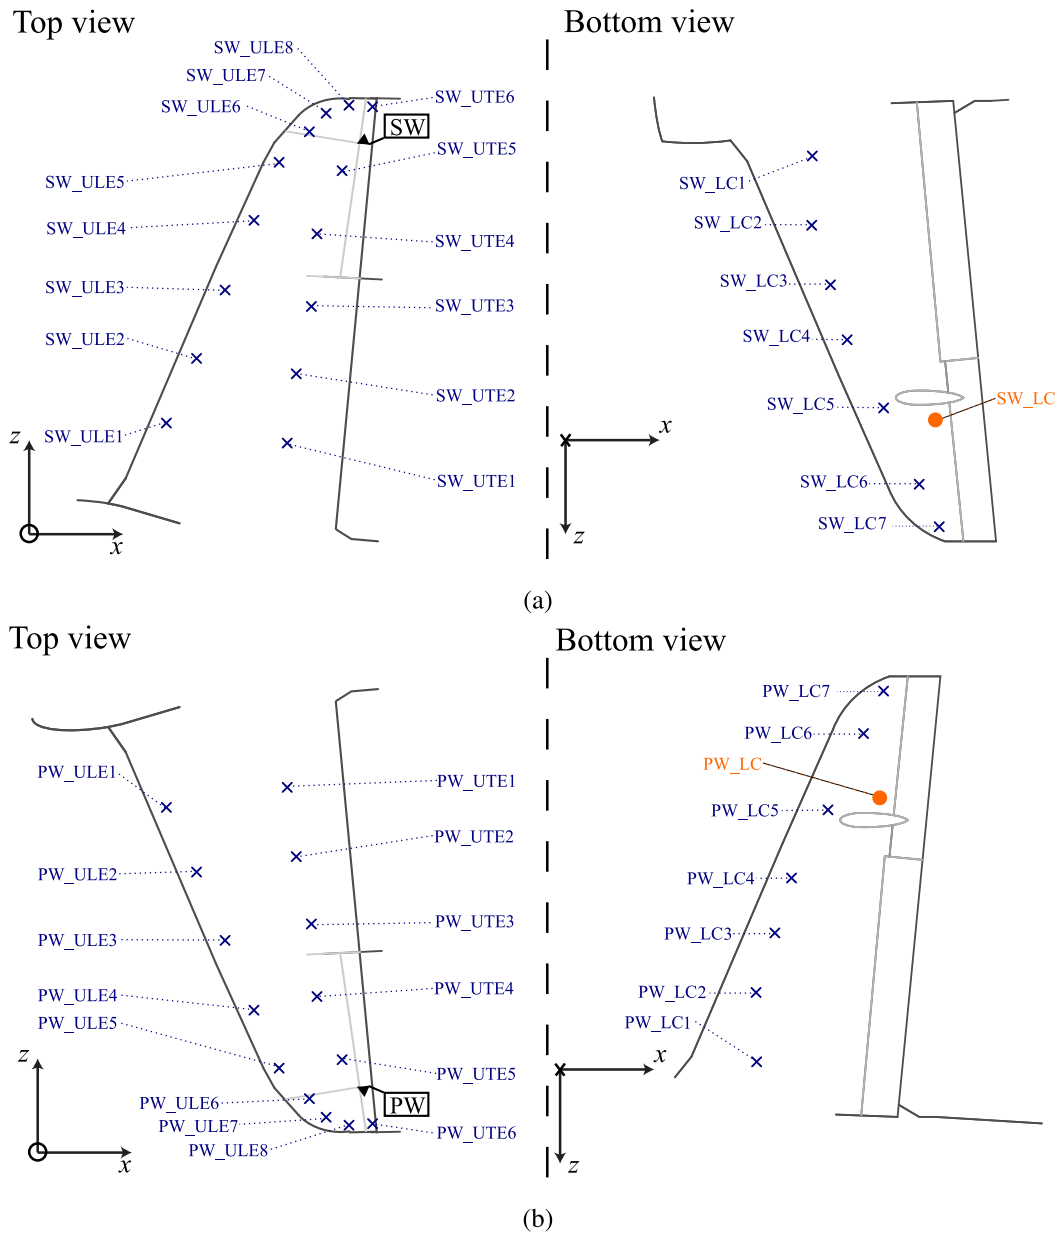 Top view
Bottom view
SW_ULE8
SW_ULE7
SW_ULE6
SW_UTE6
SW
SW_UTE5
SW_ULE5
SW_ULE4
SW_UTE4
SW_ULE3
SW_UTE3
SW_ULE2
SW_UTE2
SW_ULE1
SW_UTE1
z
x
SW_LC1
SW_LC2
SW_LC3
SW_LC4
SW_LC5
SW_LC
SW_LC6
SW_LC7
x
z
(a)
Top view
Bottom view
PW_ULE1
PW_UTE1
PW_ULE2
PW_UTE2
PW_ULE3
PW_UTE3
PW_ULE4
PW_UTE4
PW_ULE5
PW_UTE5
PW_ULE6
PW
PW_ULE7
PW_UTE6
PW_ULE8
z
x
PW_LC7
PW_LC6
PW_LC
PW_LC5
PW_LC4
PW_LC3
PW_LC2
PW_LC1
x
z
(b)